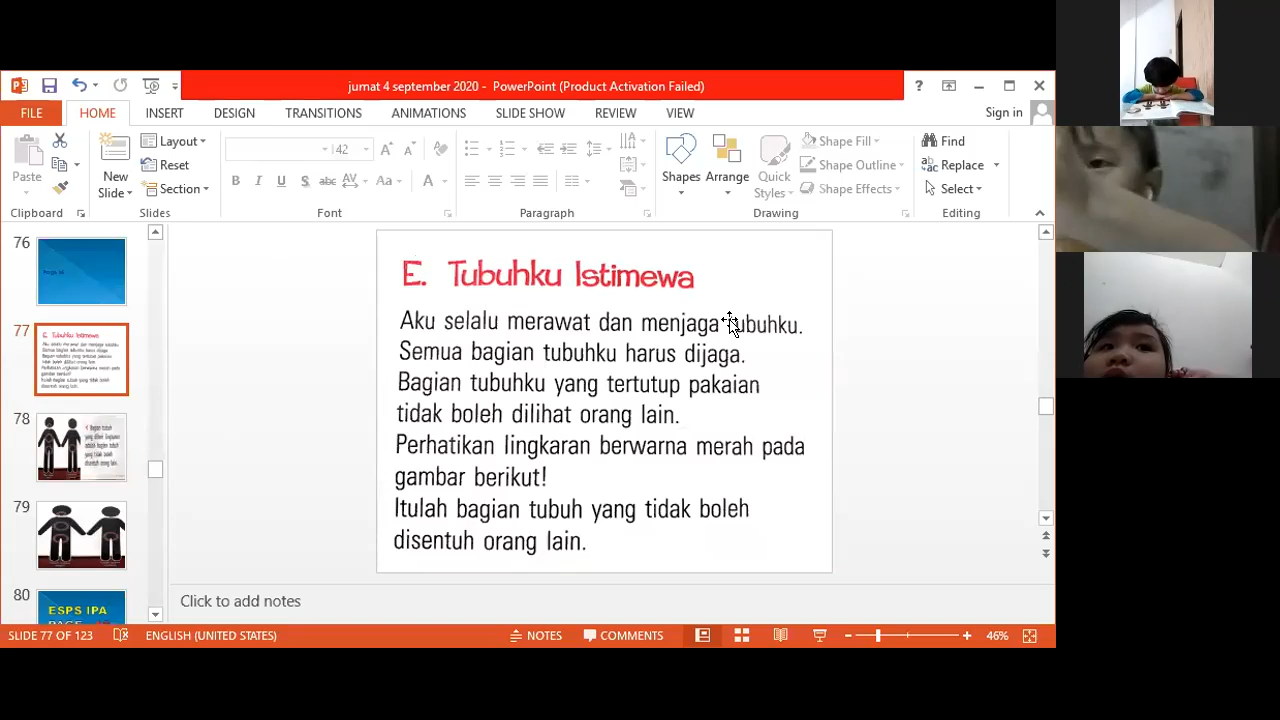 jumat 4 september 2020 - PowerPoint (Product Activation Failed)
FILE HOME INSERT DESIGN TRANSITIONS ANIMATIONS SLIDE SHOW REVIEW VIEW Sign in
Paste
Clipboard
New Slide
Layout
Reset
Section
Slides
42
Font
Paragraph
Shapes
Arrange
Quick Styles
Shape Fill
Shape Outline
Shape Effects
Drawing
Find
Replace
Select
Editing
76
77
78
79
80
ESPS IPA
E. Tubuhku Istimewa
Aku selalu merawat dan menjaga tubuhku.
Semua bagian tubuhku harus dijaga.
Bagian tubuhku yang tertutup pakaian
tidak boleh dilihat orang lain.
Perhatikan lingkaran berwarna merah pada
gambar berikut!
Itulah bagian tubuh yang tidak boleh
disentuh orang lain.
Click to add notes
SLIDE 77 OF 123 ENGLISH (UNITED STATES) NOTES COMMENTS 46%